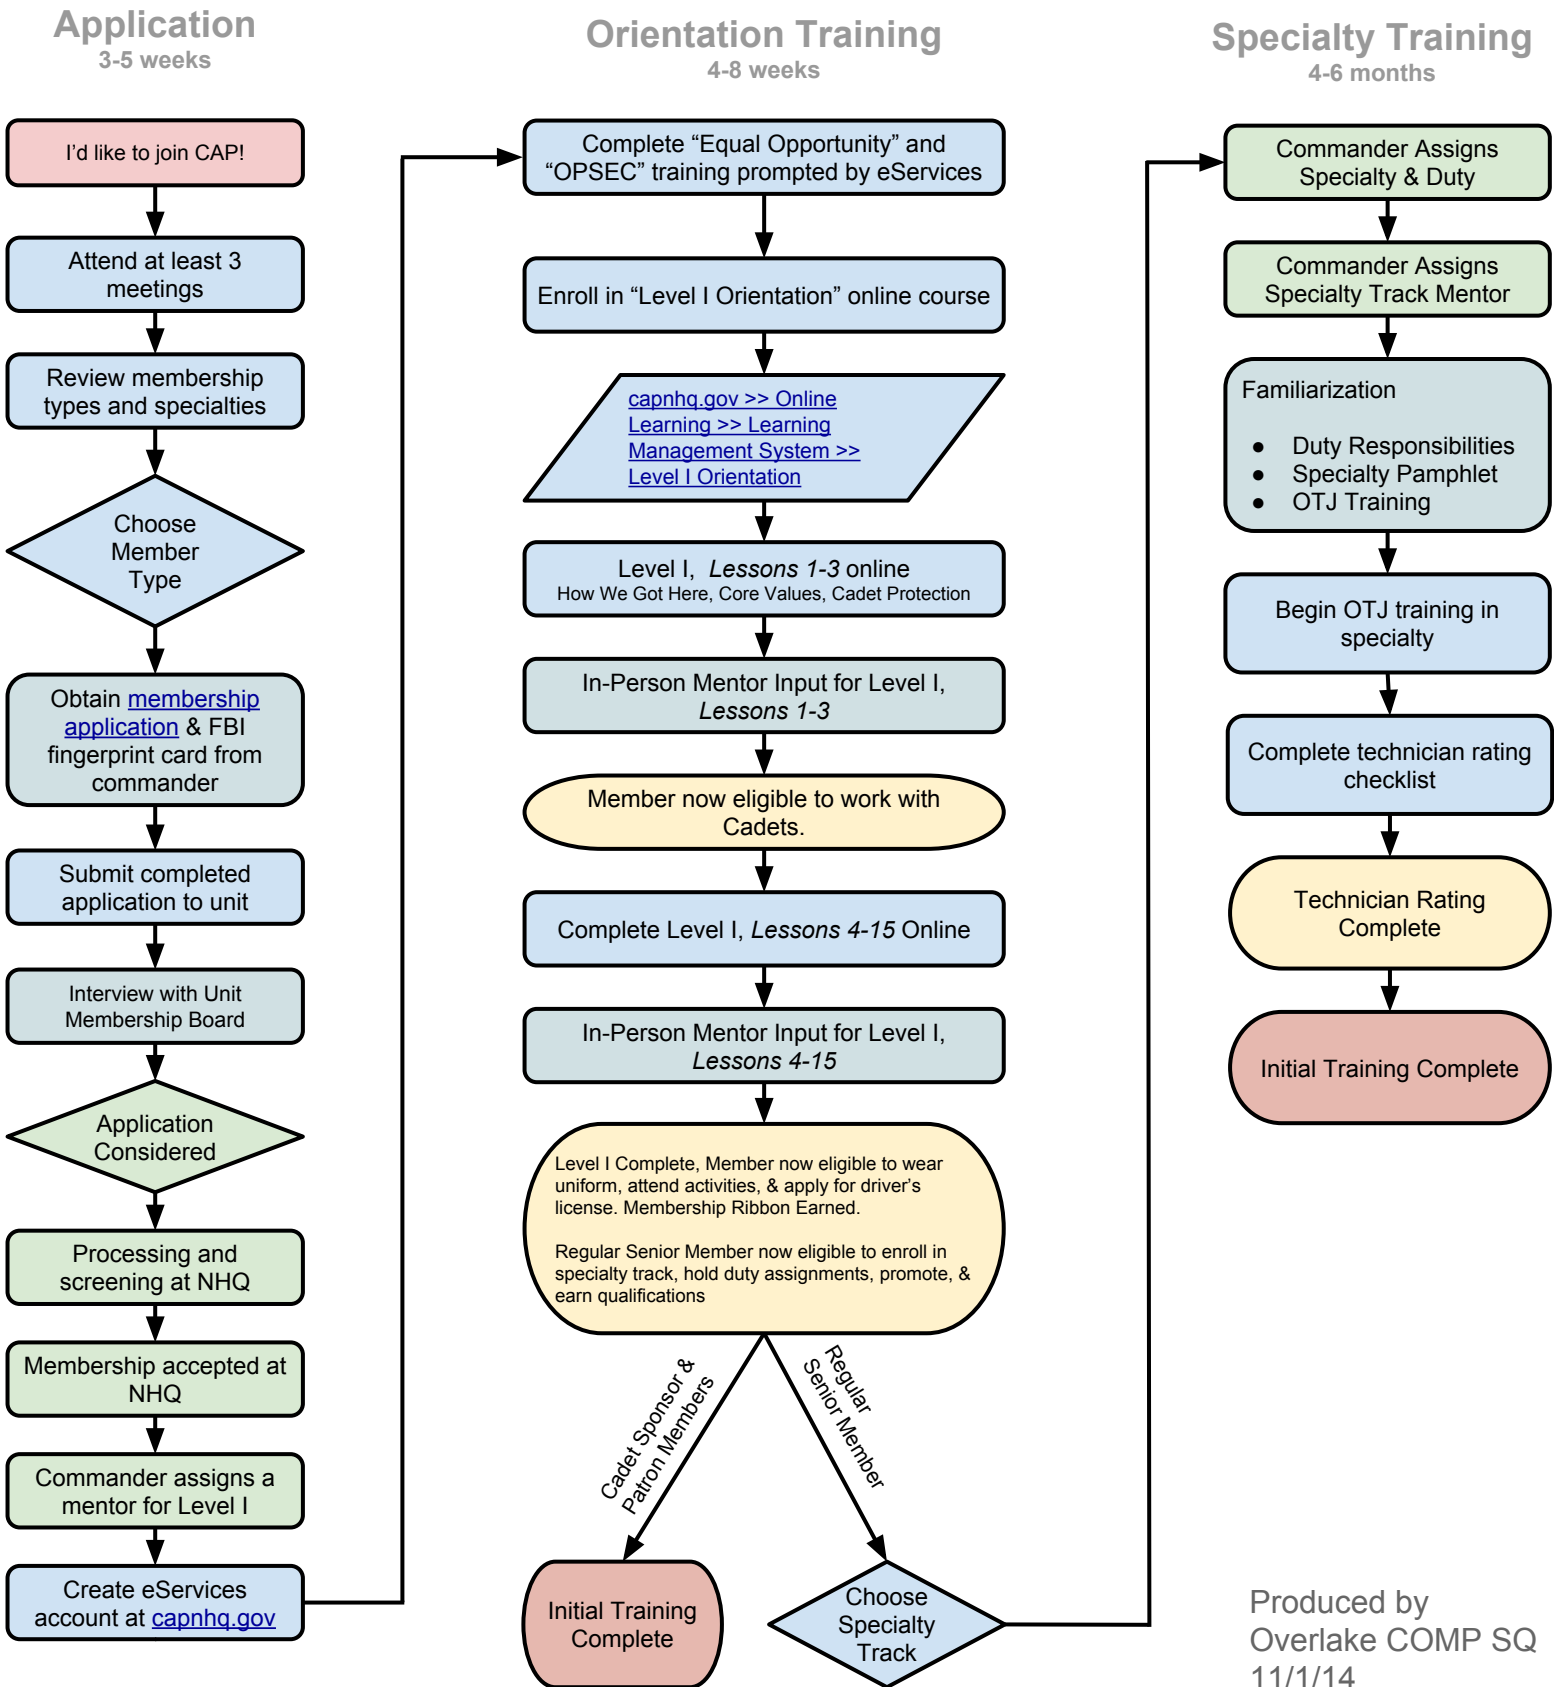 Application
3-5 weeks
I'd like to join CAP!
Attend at least 3
meetings
Review membership
types and specialties
Choose
Member
Type
Obtain membership
application & FBI
fingerprint card from
commander
Submit completed
application to unit
Interview with Unit
Membership Board
Application
Considered
Processing and
screening at NHQ
Membership accepted at
NHQ
Commander assigns a
mentor for Level I
Create eServices
account at capnhq.gov
Orientation Training
4-8 weeks
Complete “Equal Opportunity” and
“OPSEC” training prompted by eServices
Enroll in “Level I Orientation” online course
capnhq.gov >> Online
Learning >> Learning
Management System >>
Level I Orientation
Level I, Lessons 1-3 online
How We Got Here, Core Values, Cadet Protection
In-Person Mentor Input for Level I,
Lessons 1-3
Member now eligible to work with
Cadets.
Complete Level I, Lessons 4-15 Online
In-Person Mentor Input for Level I,
Lessons 4-15
Level I Complete, Member now eligible to wear
uniform, attend activities, & apply for driver's
license. Membership Ribbon Earned.
Regular Senior Member now eligible to enroll in
specialty track, hold duty assignments, promote, &
earn qualifications
Cadet Sponsor &
Patron Members
Regular
Senior Member
Initial Training
Complete
Choose
Specialty
Track
Specialty Training
4-6 months
Commander Assigns
Specialty & Duty
Commander Assigns
Specialty Track Mentor
Familiarization
● Duty Responsibilities
● Specialty Pamphlet
● OTJ Training
Begin OTJ training in
specialty
Complete technician rating
checklist
Technician Rating
Complete
Initial Training Complete
Produced by
Overlake COMP SQ
11/1/14